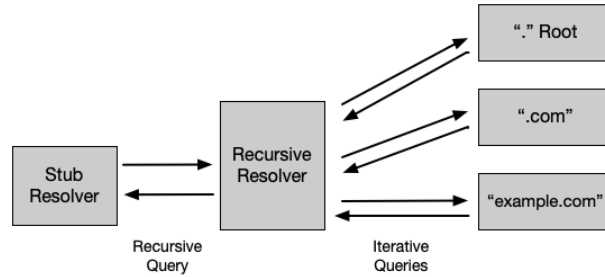 “.” Root
“.com”
“example.com”
Recursive
Resolver
Stub
Resolver
Recursive
Query
Iterative
Queries